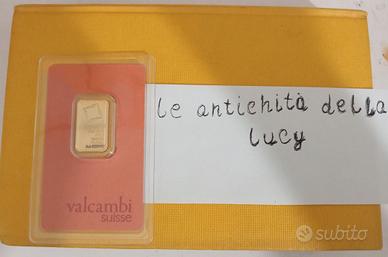 le antichità della
lucy
valcambi
suisse
subito